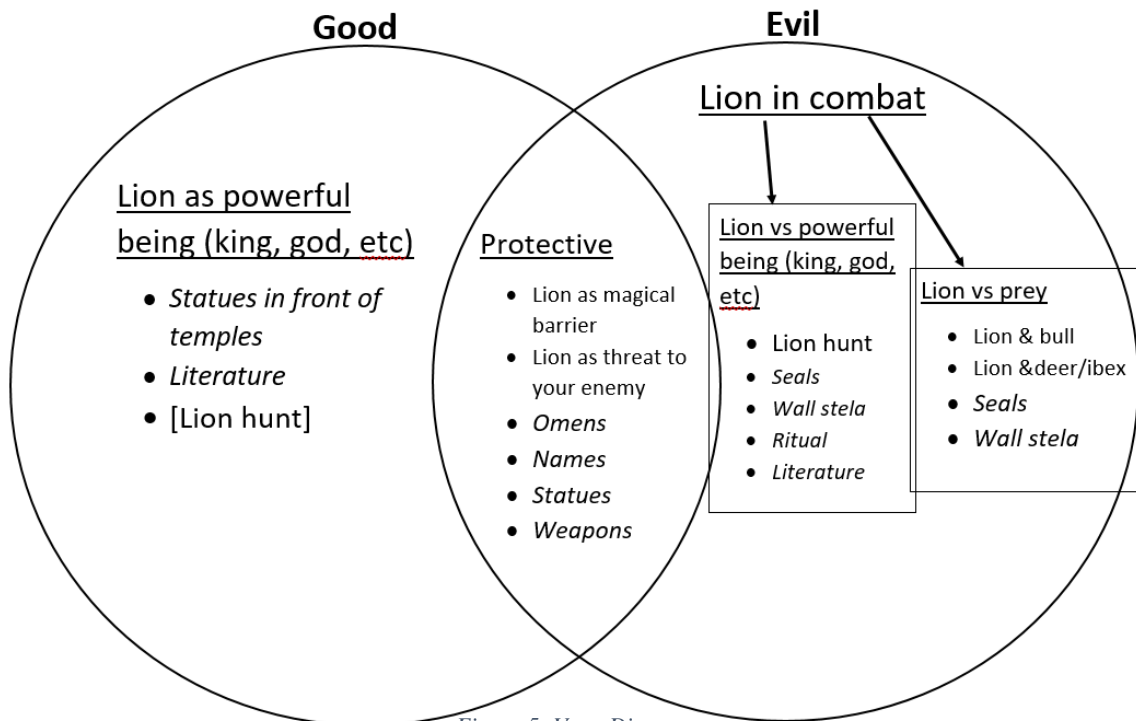 Good
Evil
Lion as powerful
being (king, god, etc)
• Statues in front of
temples
• Literature
• [Lion hunt]
Protective
• Lion as magical
barrier
• Lion as threat to
your enemy
• Omens
• Names
• Statues
• Weapons
Lion in combat
Lion vs powerful
being (king, god,
etc)
• Lion hunt
• Seals
• Wall stela
• Ritual
• Literature
Lion vs prey
• Lion & bull
• Lion &deer/ibex
• Seals
• Wall stela